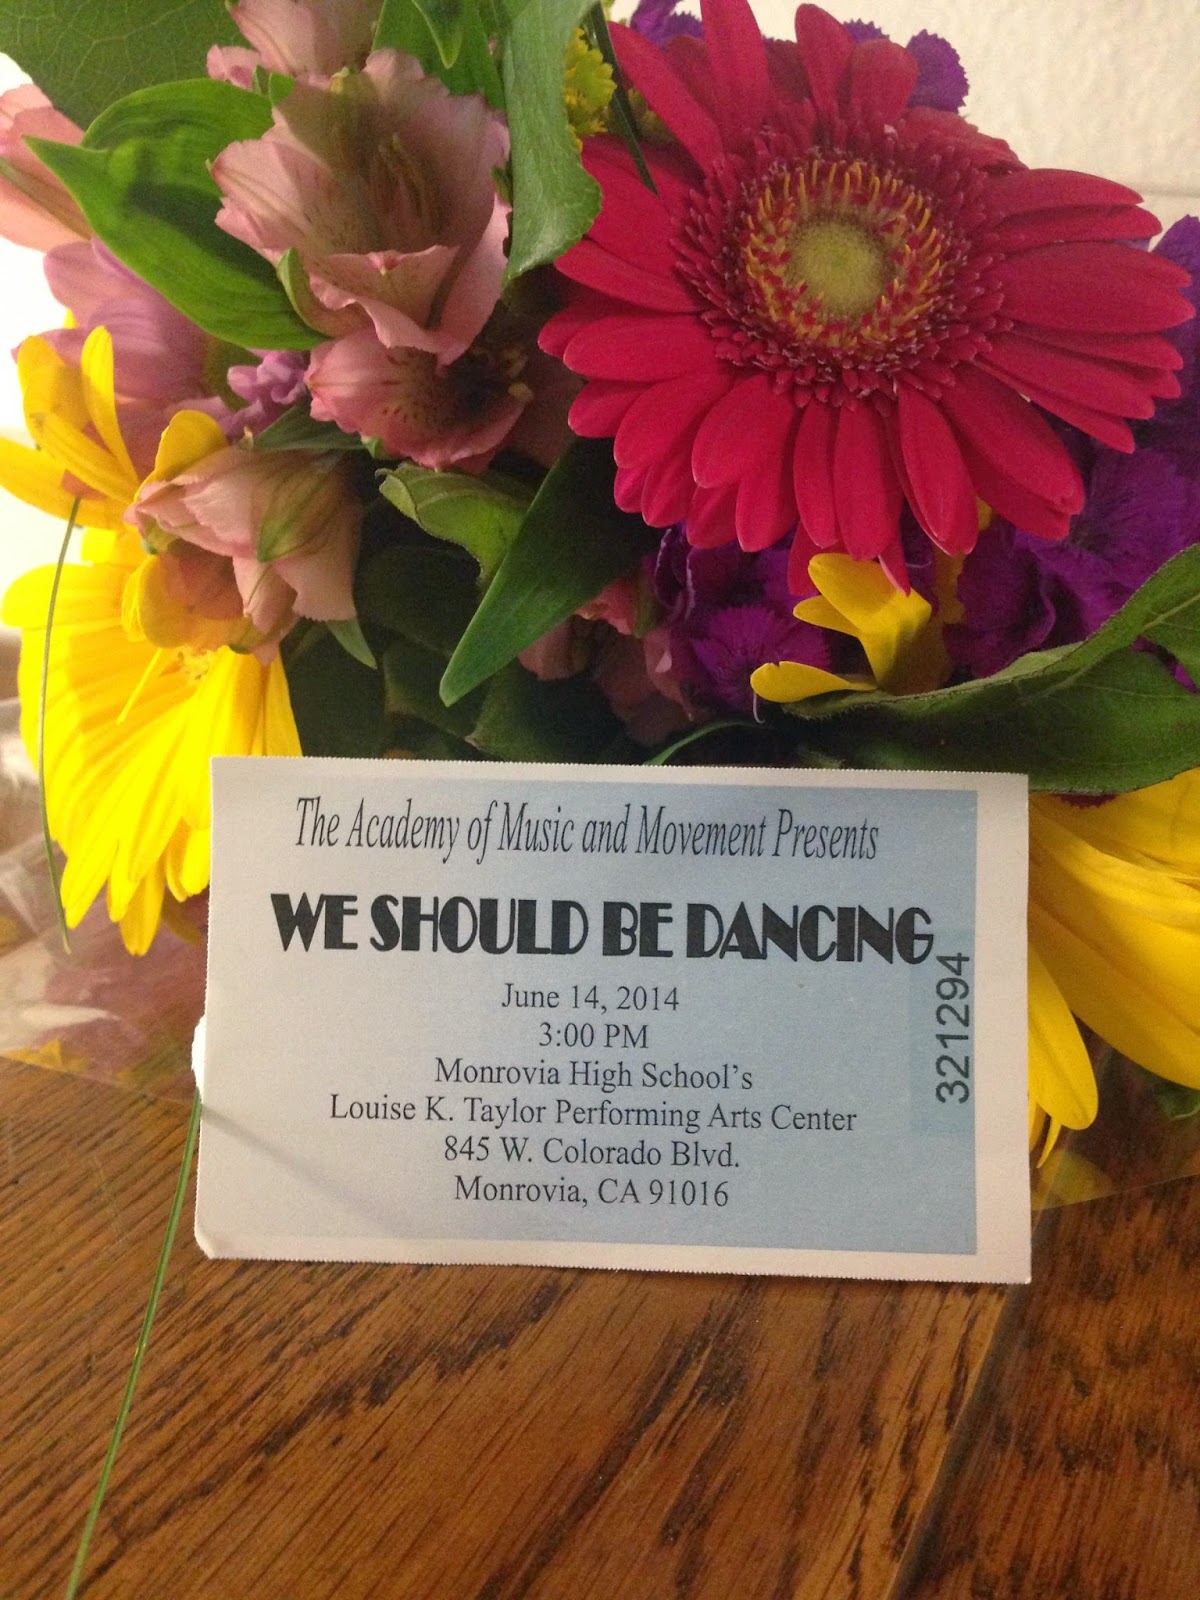 The Academy of Music and Movement Presents
WE SHOULD BE DANCING
June 14, 2014
3:00 PM
Monrovia High School's
Louise K. Taylor Performing Arts Center
845 W. Colorado Blvd.
Monrovia, CA 91016
321294